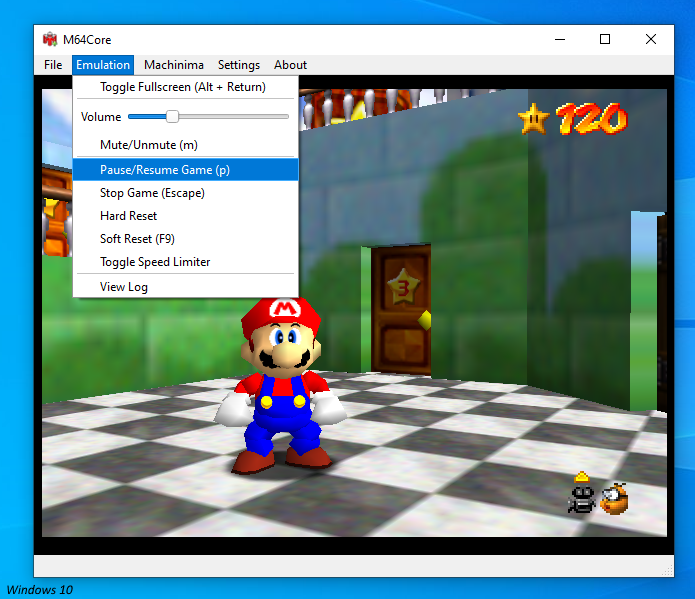 M64Core
File Emulation Machinima Settings About
Toggle Fullscreen (Alt + Return)
Volume
Mute/Unmute (m)
Pause/Resume Game (p)
Stop Game (Escape)
Hard Reset
Soft Reset (F9)
Toggle Speed Limiter
View Log
120
3
M
Windows 10